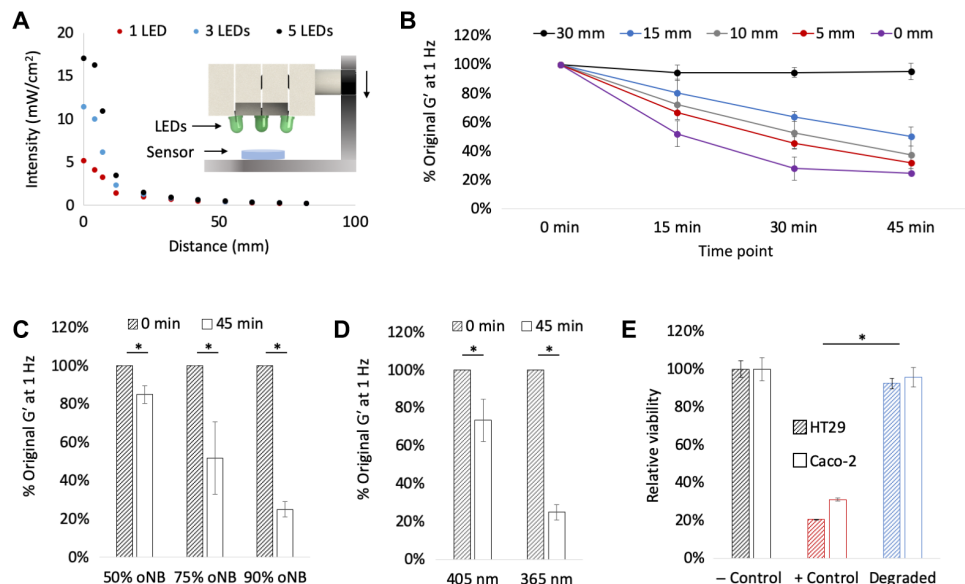 A
1 LED 3 LEDs 5 LEDs
Intensity (mW/cm2)
20
15
10
5
0
LEDs
Sensor
0 50 100
Distance (mm)
B
30 mm 15 mm 10 mm 5 mm 0 mm
% Original G′ at 1 Hz
120%
100%
80%
60%
40%
20%
0%
0 min 15 min 30 min 45 min
Time point
C
0 min 45 min
% Original G′ at 1 Hz
120%
100%
80%
60%
40%
20%
0%
* * *
50% oNB 75% oNB 90% oNB
D
0 min 45 min
% Original G′ at 1 Hz
120%
100%
80%
60%
40%
20%
0%
* *
405 nm 365 nm
E
Relative viability
120%
100%
80%
60%
40%
20%
0%
*
HT29
Caco-2
– Control + Control Degraded